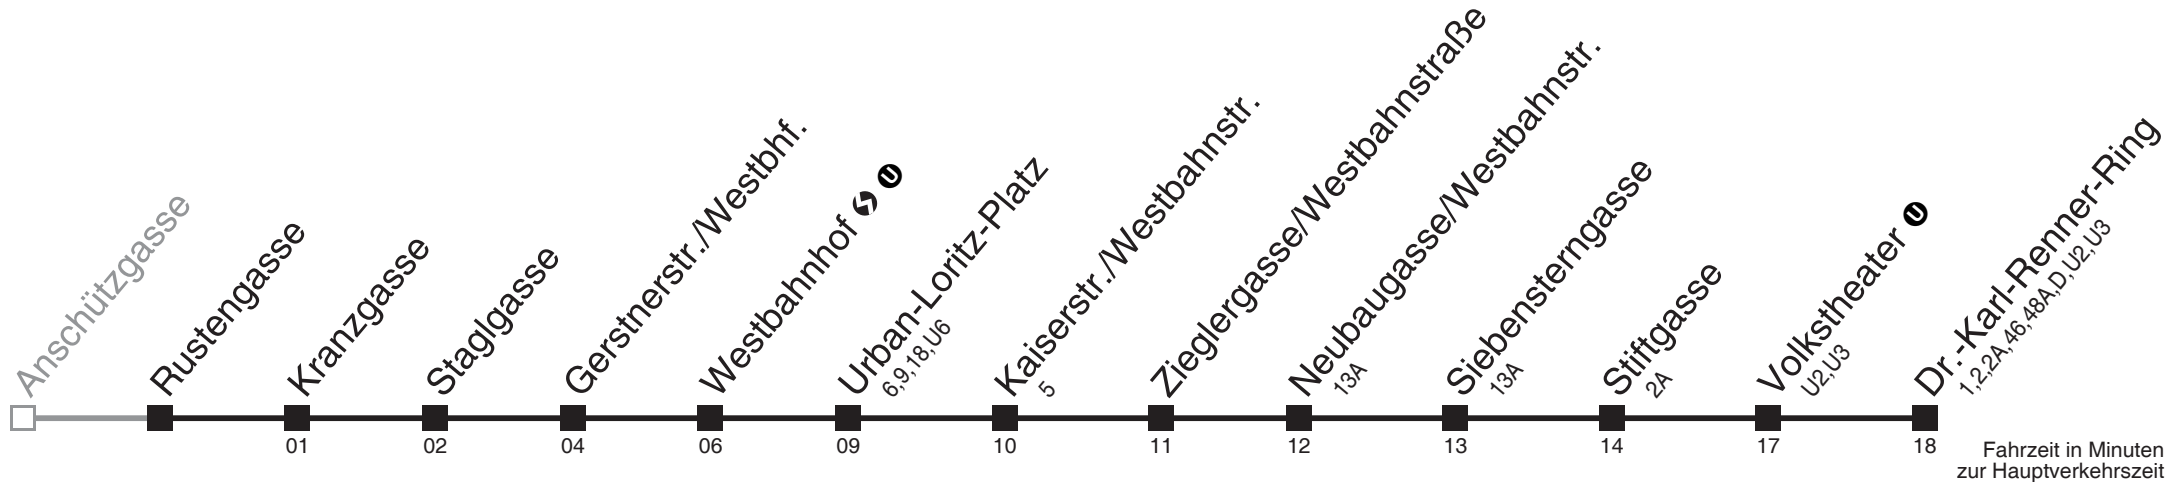 Anschützgasse
Rustengasse
Kranzgasse
Staglgasse
Gerstnerstr./Westbhf.
Westbahnhof U
Urban-Loritz-Platz
6,9,18,U6
Kaiserstr./Westbahnstr.
5
Zieglergasse/Westbahnstraße
Neubaugasse/Westbahnstr.
13A
Siebensterngasse
13A
Stiftgasse
2A
Volkstheater U
U2,U3
Dr.-Karl-Renner-Ring
1,2,2A,46,48A,D,U2,U3
01 02 04 06 09 10 11 12 13 14 17 18
Fahrzeit in Minuten
zur Hauptverkehrszeit